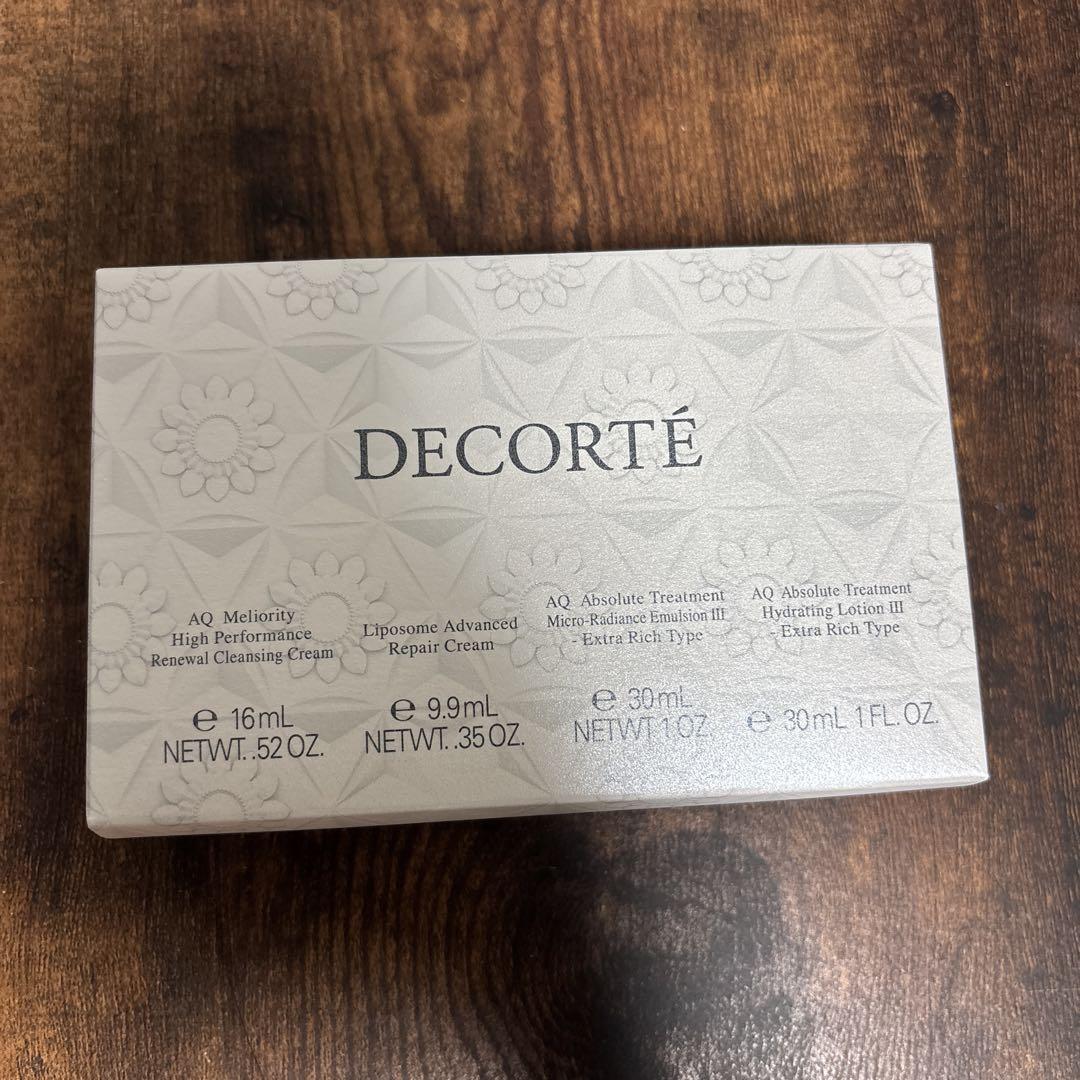 DECORTÉ
AQ Meliority
High Performance
Renewal Cleansing Cream
e 16mL
NETWT. .52 OZ.
Liposome Advanced
Repair Cream
e 9.9mL
NETWT. .35 OZ.
AQ Absolute Treatment
Micro-Radiance Emulsion III
- Extra Rich Type
e 30mL
NETWT 1 OZ.
AQ Absolute Treatment
Hydrating Lotion III
- Extra Rich Type
e 30mL 1 FL. OZ.